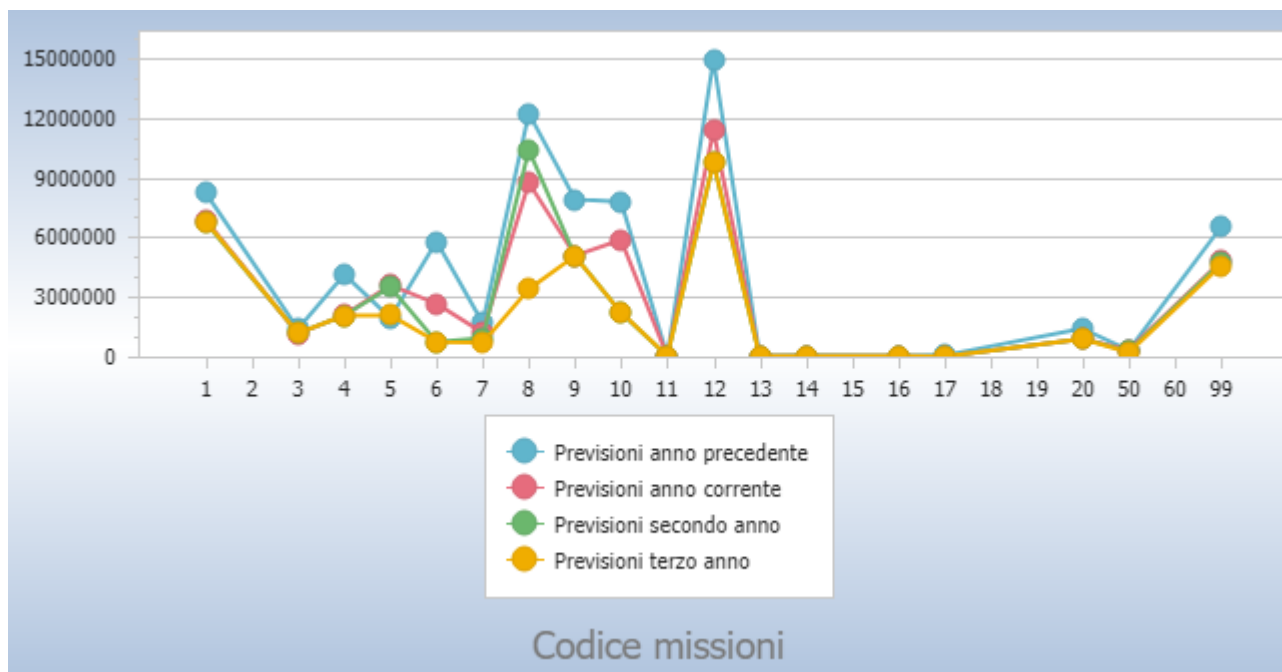 15000000
12000000
9000000
6000000
3000000
0
1 2 3 4 5 6 7 8 9 10 11 12 13 14 15 16 17 18 19 20 50 60 99
Previsioni anno precedente
Previsioni anno corrente
Previsioni secondo anno
Previsioni terzo anno
Codice missioni